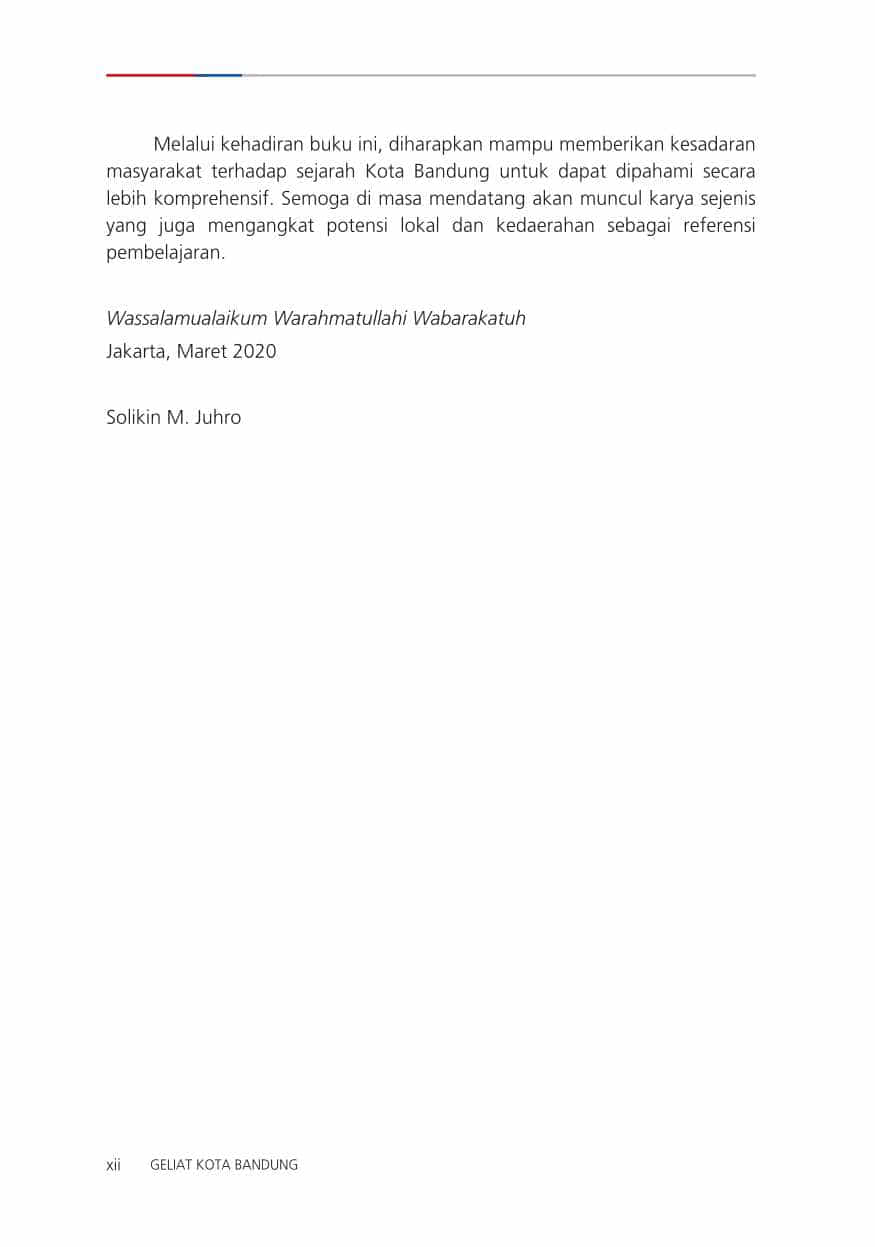 Melalui kehadiran buku ini, diharapkan mampu memberikan kesadaran
masyarakat terhadap sejarah Kota Bandung untuk dapat dipahami secara
lebih komprehensif. Semoga di masa mendatang akan muncul karya sejenis
yang juga mengangkat potensi lokal dan kedaerahan sebagai referensi
pembelajaran.
Wassalamualaikum Warahmatullahi Wabarakatuh
Jakarta, Maret 2020
Solikin M. Juhro
xii GELIAT KOTA BANDUNG